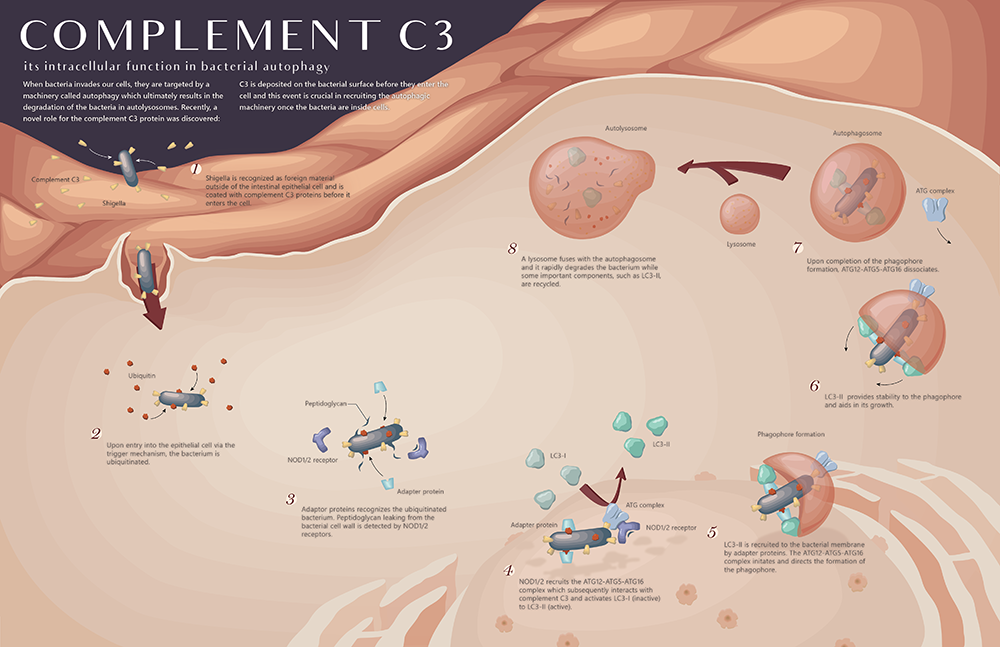 COMPLEMENT C3
its intracellular function in bacterial autophagy
When bacteria invades our cells, they are targeted by a
machinery called autophagy which ultimately results in the
degradation of the bacteria in autolysosomes. Recently, a
novel role for the complement C3 protein was discovered:
C3 is deposited on the bacterial surface before they enter the
cell and this event is crucial in recruiting the autophagic
machinery once the bacteria are inside cells.
Complement C3
Shigella
1
Shigella is recognized as foreign material
outside of the intestinal epithelial cell and is
coated with complement C3 proteins before it
enters the cell.
Ubiquitin
2
Upon entry into the epithelial cell via the
trigger mechanism, the bacterium is
ubiquitinated.
Peptidoglycan
NOD1/2 receptor
Adapter protein
3
Adaptor proteins recognizes the ubiquitinated
bacterium. Peptidoglycan leaking from the
bacterial cell wall is detected by NOD1/2
receptors.
LC3-I
LC3-II
ATG complex
Adapter protein
NOD1/2 receptor
4
NOD1/2 recruits the ATG12-ATG5-ATG16
complex which subsequently interacts with
complement C3 and activates LC3-I (inactive)
to LC3-II (active).
Phagophore formation
5
LC3-II is recruited to the bacterial membrane
by adapter proteins. The ATG12-ATG5-ATG16
complex initates and directs the formation of
the phagophore.
6
LC3-II provides stability to the phagophore
and aids in its growth.
Autophagosome
ATG complex
7
Upon completion of the phagophore
formation, ATG12-ATG5-ATG16 dissociates.
Lysosome
Autolysosome
8
A lysosome fuses with the autophagosome
and it rapidly degrades the bacterium while
some important components, such as LC3-II,
are recycled.